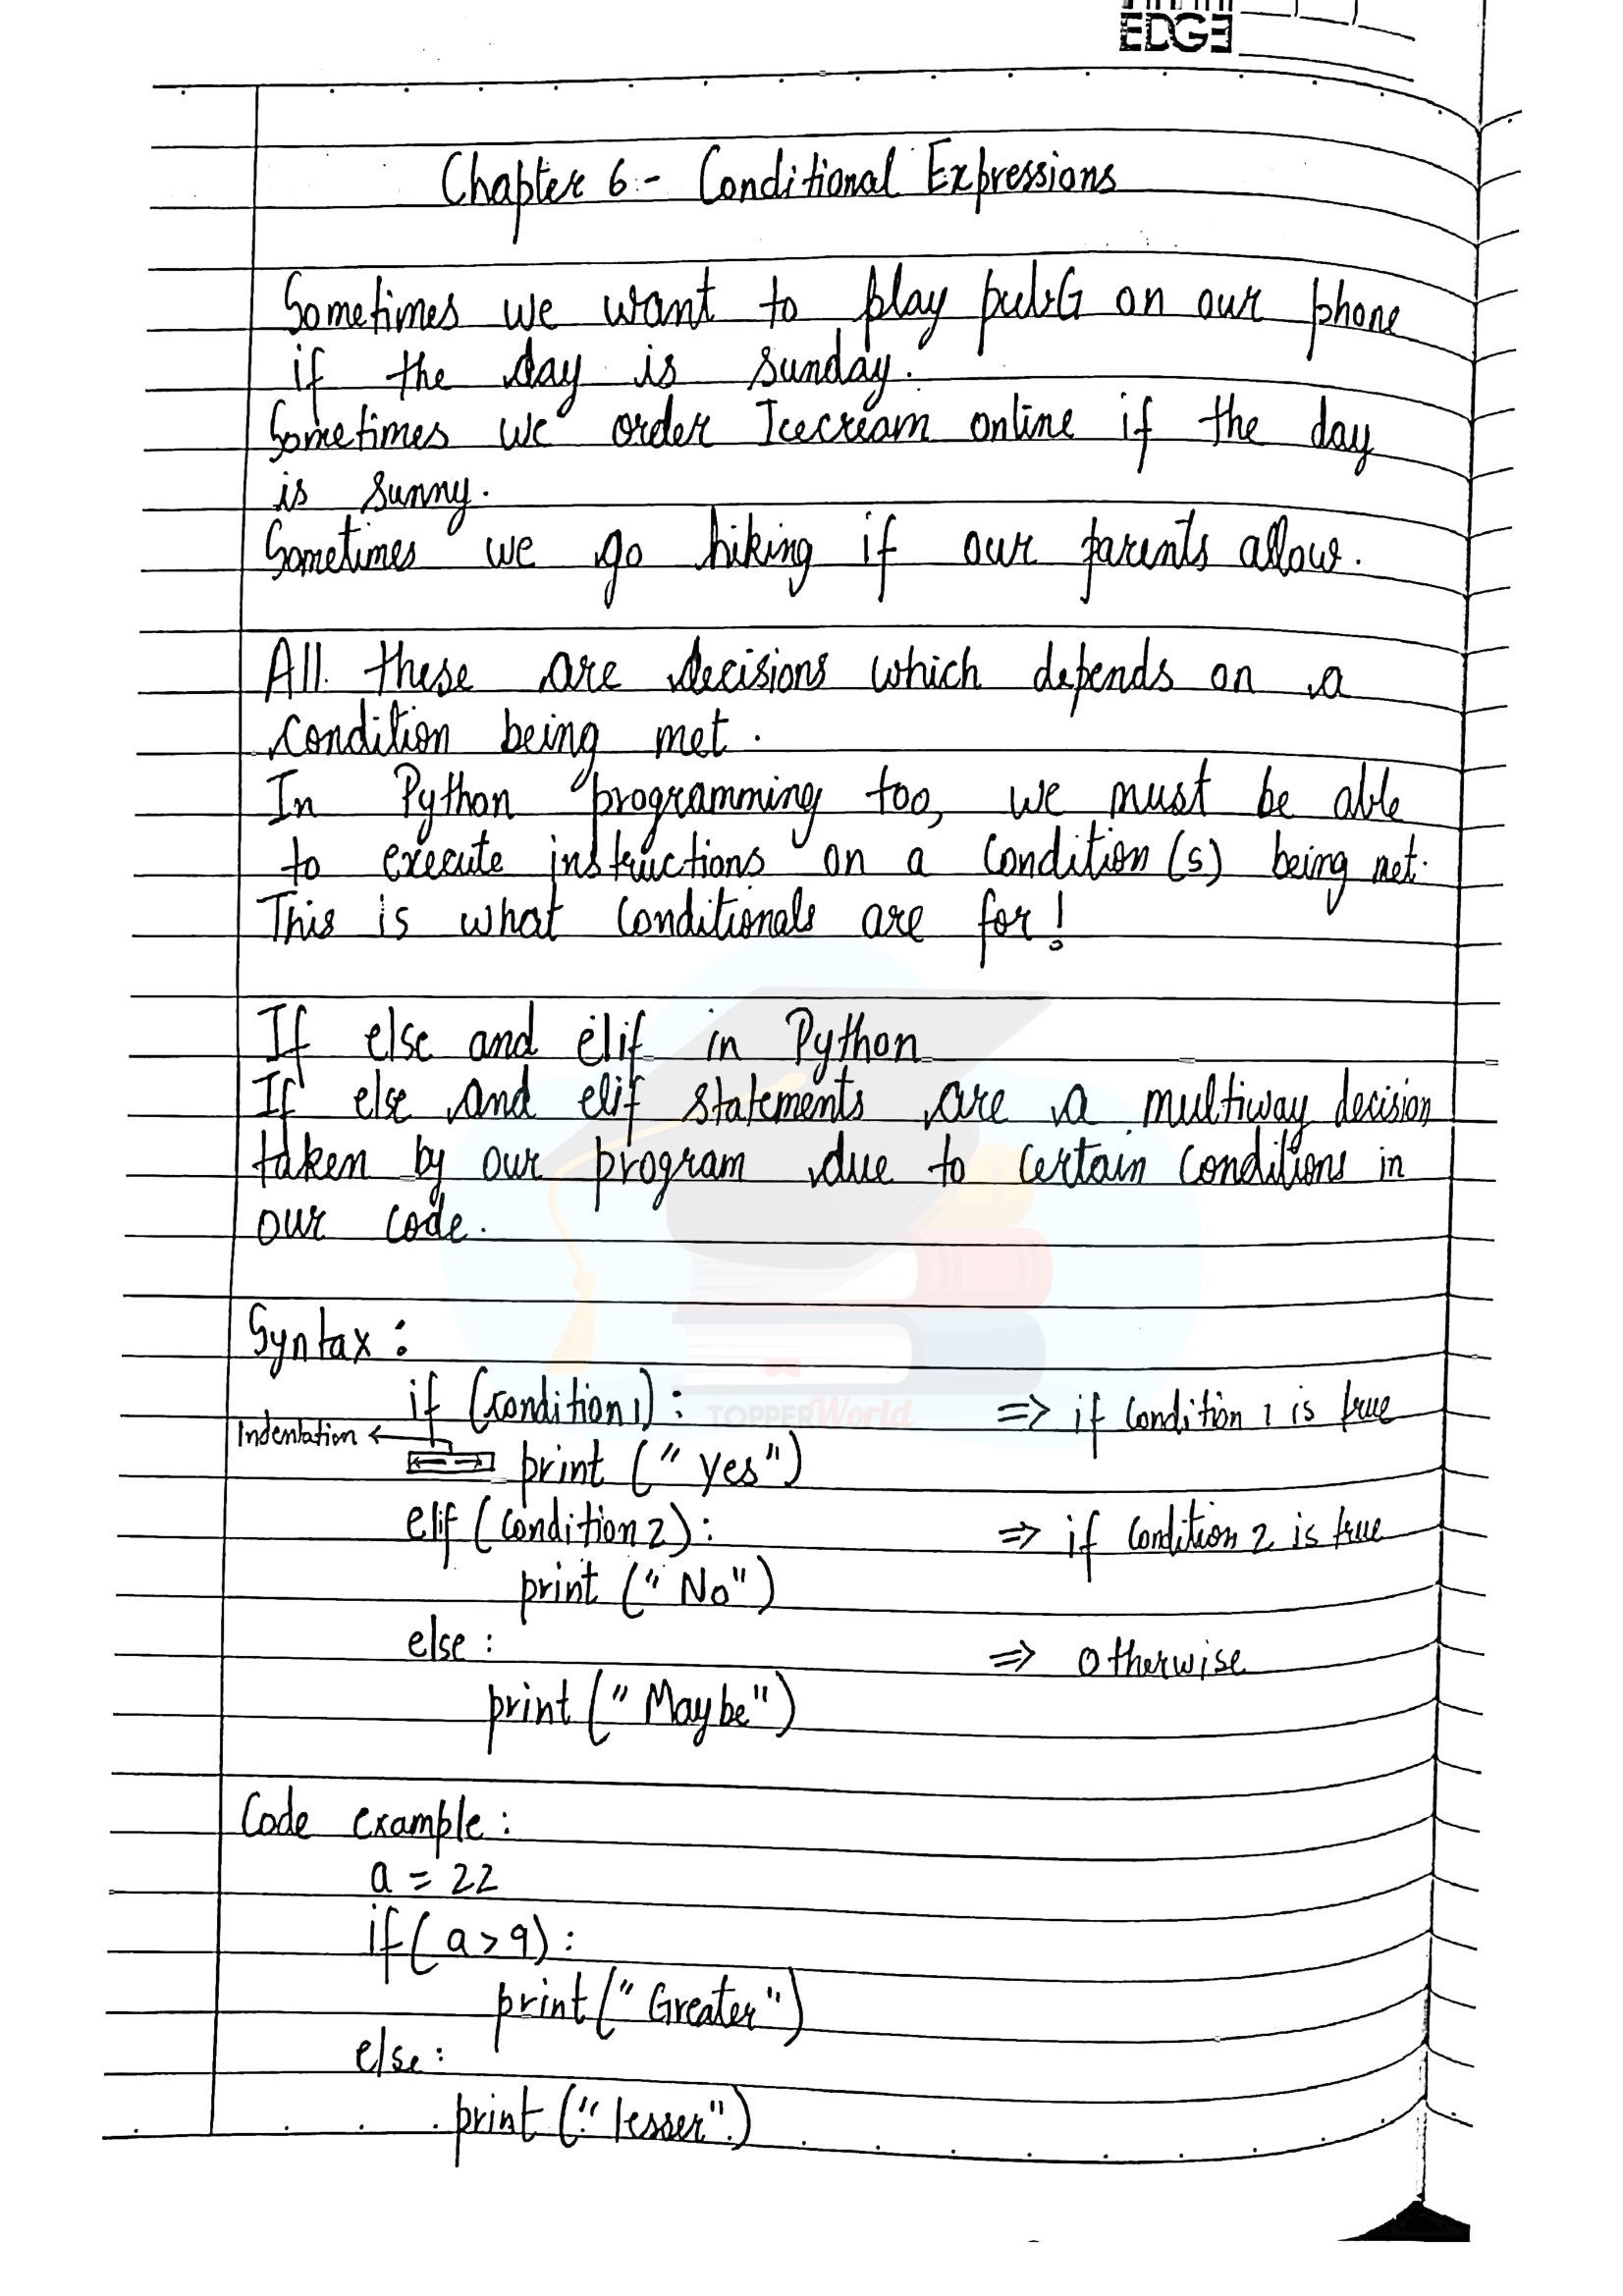 EDGE
Chapter 6:- Conditional Expressions
Sometimes we want to play pubG on our phone
if the day is sunday.
Sometimes we order Icecream online if the day
is sunny.
Sometimes we go hiking if our parents allow.
All these are decisions which depends on a
condition being met.
In Python programming too, we must be able
to execute instructions on a condition(s) being met.
This is what conditionals are for!
If else and elif in Python
If else and elif statements are a multiway decision
taken by our program due to certain conditions in
our code.
Syntax:
if (condition1): => if condition 1 is true
Indentation
print ("yes")
elif (condition2): => if condition 2 is true
print ("No")
else: => otherwise
print ("Maybe")
TOPPERWorld
Code example:
a = 22
if(a>9):
print("Greater")
else:
print("lesser")